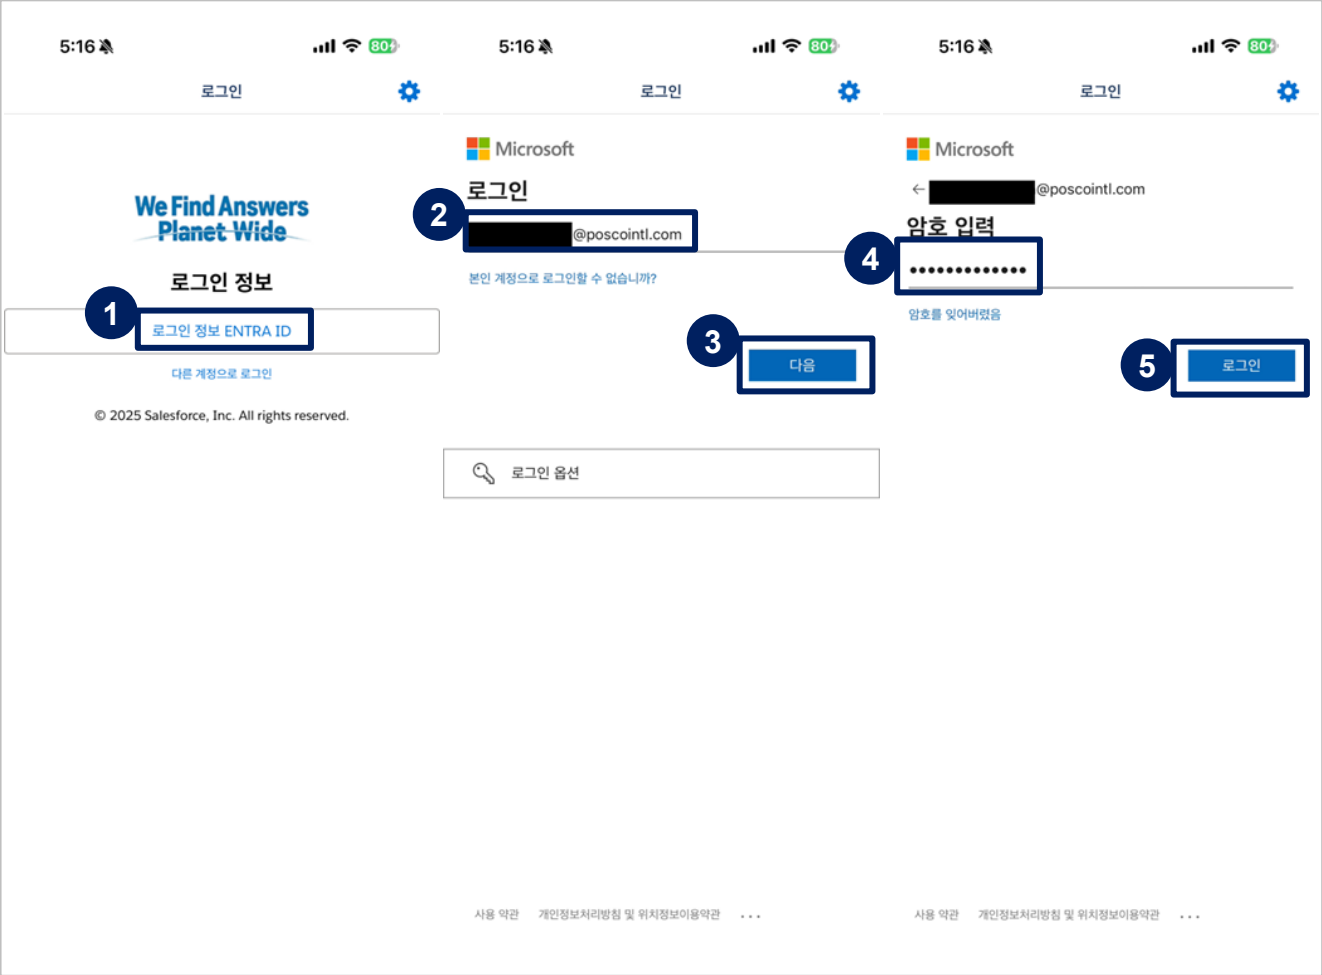 5:16
80
로그인
We Find Answers
Planet Wide
로그인 정보
1
로그인 정보 ENTRA ID
다른 계정으로 로그인
© 2025 Salesforce, Inc. All rights reserved.
5:16
80
로그인
Microsoft
로그인
2
@poscointl.com
본인 계정으로 로그인할 수 없습니까?
3
다음
로그인 옵션
사용 약관 개인정보처리방침 및 위치정보이용약관 ...
5:16
80
로그인
Microsoft
@poscointl.com
암호 입력
4
암호를 잊어버렸음
5
로그인
사용 약관 개인정보처리방침 및 위치정보이용약관 ...